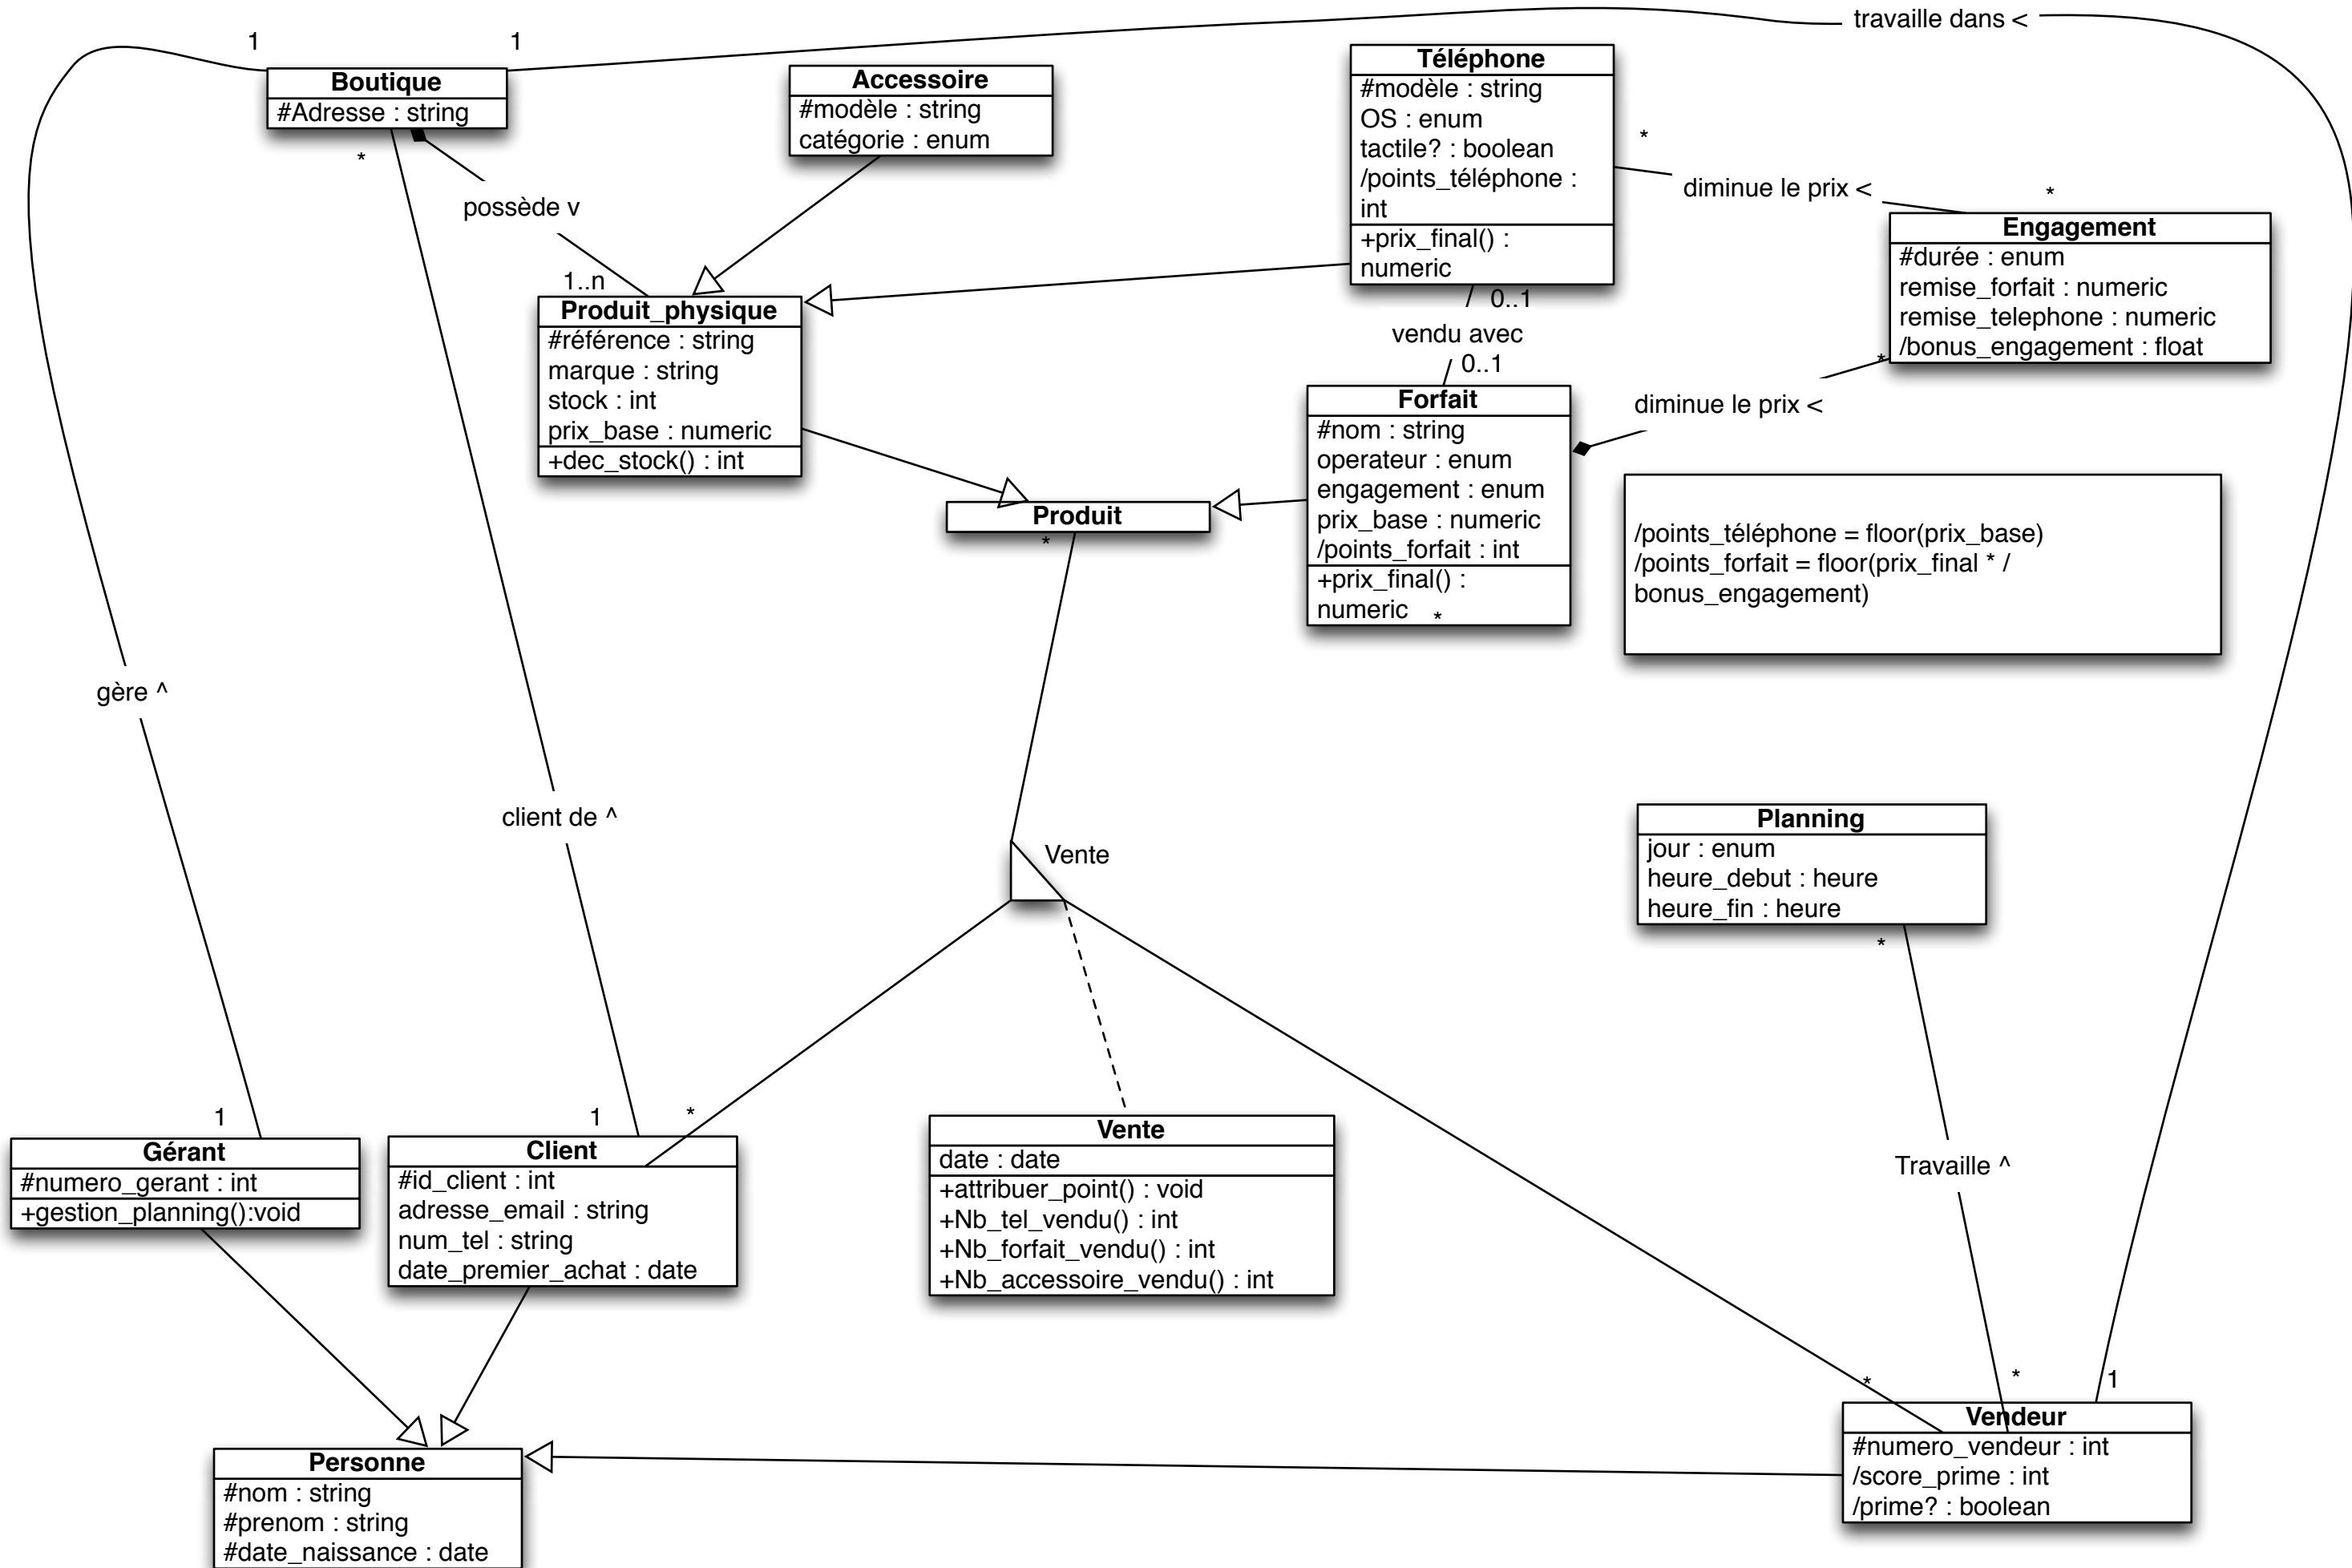 travaille dans <
1
1
Boutique
#Adresse : string
*
Accessoire
#modèle : string
catégorie : enum
Téléphone
#modèle : string
OS : enum
tactile? : boolean
/points_téléphone :
int
+prix_final() :
numeric
*
diminue le prix <
*
Engagement
#durée : enum
remise_forfait : numeric
remise_telephone : numeric
/bonus_engagement : float
*
possède v
1..n
Produit_physique
#référence : string
marque : string
stock : int
prix_base : numeric
+dec_stock() : int
0..1
vendu avec
0..1
Forfait
#nom : string
operateur : enum
engagement : enum
prix_base : numeric
/points_forfait : int
+prix_final() :
numeric
*
diminue le prix <
Produit
*
/points_téléphone = floor(prix_base)
/points_forfait = floor(prix_final * /
bonus_engagement)
gère ^
client de ^
Vente
Planning
jour : enum
heure_debut : heure
heure_fin : heure
*
Travaille ^
1
Gérant
#numero_gerant : int
+gestion_planning():void
1
*
Client
#id_client : int
adresse_email : string
num_tel : string
date_premier_achat : date
Vente
date : date
+attribuer_point() : void
+Nb_tel_vendu() : int
+Nb_forfait_vendu() : int
+Nb_accessoire_vendu() : int
*
*
1
Vendeur
#numero_vendeur : int
/score_prime : int
/prime? : boolean
Personne
#nom : string
#prenom : string
#date_naissance : date